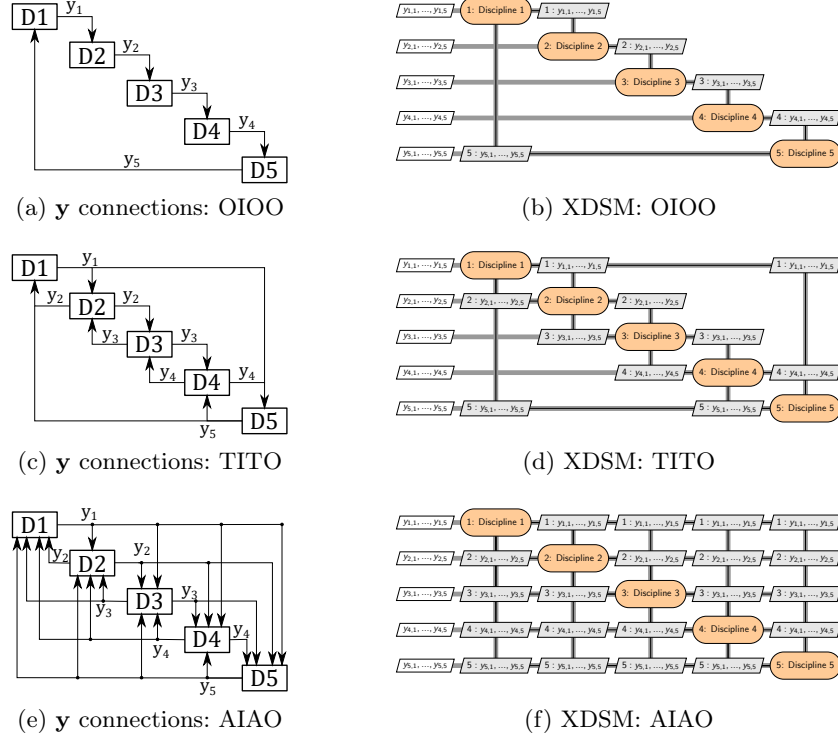 D1 y₁
D2 y₂
D3 y₃
D4 y₄
y₅ D5
(a) y connections: OIOO
y₁,₁, ..., y₁,₅ 1: Discipline 1 1 : y₁,₁, ..., y₁,₅
y₂,₁, ..., y₂,₅ 2: Discipline 2 2 : y₂,₁, ..., y₂,₅
y₃,₁, ..., y₃,₅ 3: Discipline 3 3 : y₃,₁, ..., y₃,₅
y₄,₁, ..., y₄,₅ 4: Discipline 4 4 : y₄,₁, ..., y₄,₅
y₅,₁, ..., y₅,₅ 5 : y₅,₁, ..., y₅,₅ 5: Discipline 5
(b) XDSM: OIOO
D1 y₁
y₂ D2 y₂
y₃ D3 y₃
y₄ D4 y₄
y₅ D5
(c) y connections: TITO
y₁,₁, ..., y₁,₅ 1: Discipline 1 1 : y₁,₁, ..., y₁,₅ 1 : y₁,₁, ..., y₁,₅
y₂,₁, ..., y₂,₅ 2 : y₂,₁, ..., y₂,₅ 2: Discipline 2 2 : y₂,₁, ..., y₂,₅
y₃,₁, ..., y₃,₅ 3 : y₃,₁, ..., y₃,₅ 3: Discipline 3 3 : y₃,₁, ..., y₃,₅
y₄,₁, ..., y₄,₅ 4 : y₄,₁, ..., y₄,₅ 4: Discipline 4 4 : y₄,₁, ..., y₄,₅
y₅,₁, ..., y₅,₅ 5 : y₅,₁, ..., y₅,₅ 5 : y₅,₁, ..., y₅,₅ 5: Discipline 5
(d) XDSM: TITO
D1 y₁
y₂ D2 y₂
y₃ D3 y₃
y₄ D4 y₄
y₅ D5
(e) y connections: AIAO
y₁,₁, ..., y₁,₅ 1: Discipline 1 1 : y₁,₁, ..., y₁,₅ 1 : y₁,₁, ..., y₁,₅ 1 : y₁,₁, ..., y₁,₅ 1 : y₁,₁, ..., y₁,₅
y₂,₁, ..., y₂,₅ 2 : y₂,₁, ..., y₂,₅ 2: Discipline 2 2 : y₂,₁, ..., y₂,₅ 2 : y₂,₁, ..., y₂,₅ 2 : y₂,₁, ..., y₂,₅
y₃,₁, ..., y₃,₅ 3 : y₃,₁, ..., y₃,₅ 3 : y₃,₁, ..., y₃,₅ 3: Discipline 3 3 : y₃,₁, ..., y₃,₅ 3 : y₃,₁, ..., y₃,₅
y₄,₁, ..., y₄,₅ 4 : y₄,₁, ..., y₄,₅ 4 : y₄,₁, ..., y₄,₅ 4 : y₄,₁, ..., y₄,₅ 4: Discipline 4 4 : y₄,₁, ..., y₄,₅
y₅,₁, ..., y₅,₅ 5 : y₅,₁, ..., y₅,₅ 5 : y₅,₁, ..., y₅,₅ 5 : y₅,₁, ..., y₅,₅ 5 : y₅,₁, ..., y₅,₅ 5: Discipline 5
(f) XDSM: AIAO